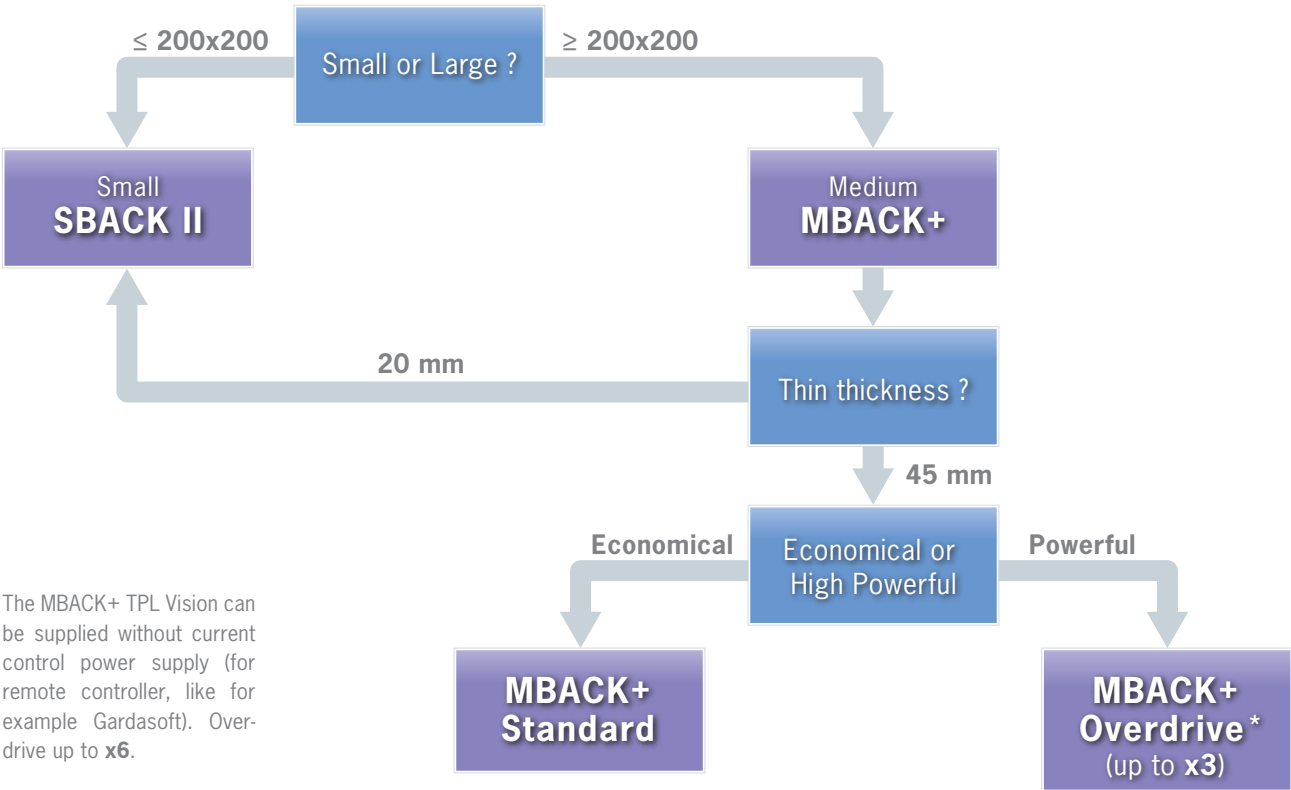 ≤ 200x200
Small or Large ?
≥ 200x200
Small
SBACK II
Medium
MBACK+
20 mm
Thin thickness ?
45 mm
Economical
Economical or
High Powerful
Powerful
The MBACK+ TPL Vision can
be supplied without current
control power supply (for
remote controller, like for
example Gardasoft). Over-
drive up to x6.
MBACK+
Standard
MBACK+
Overdrive*
(up to x3)